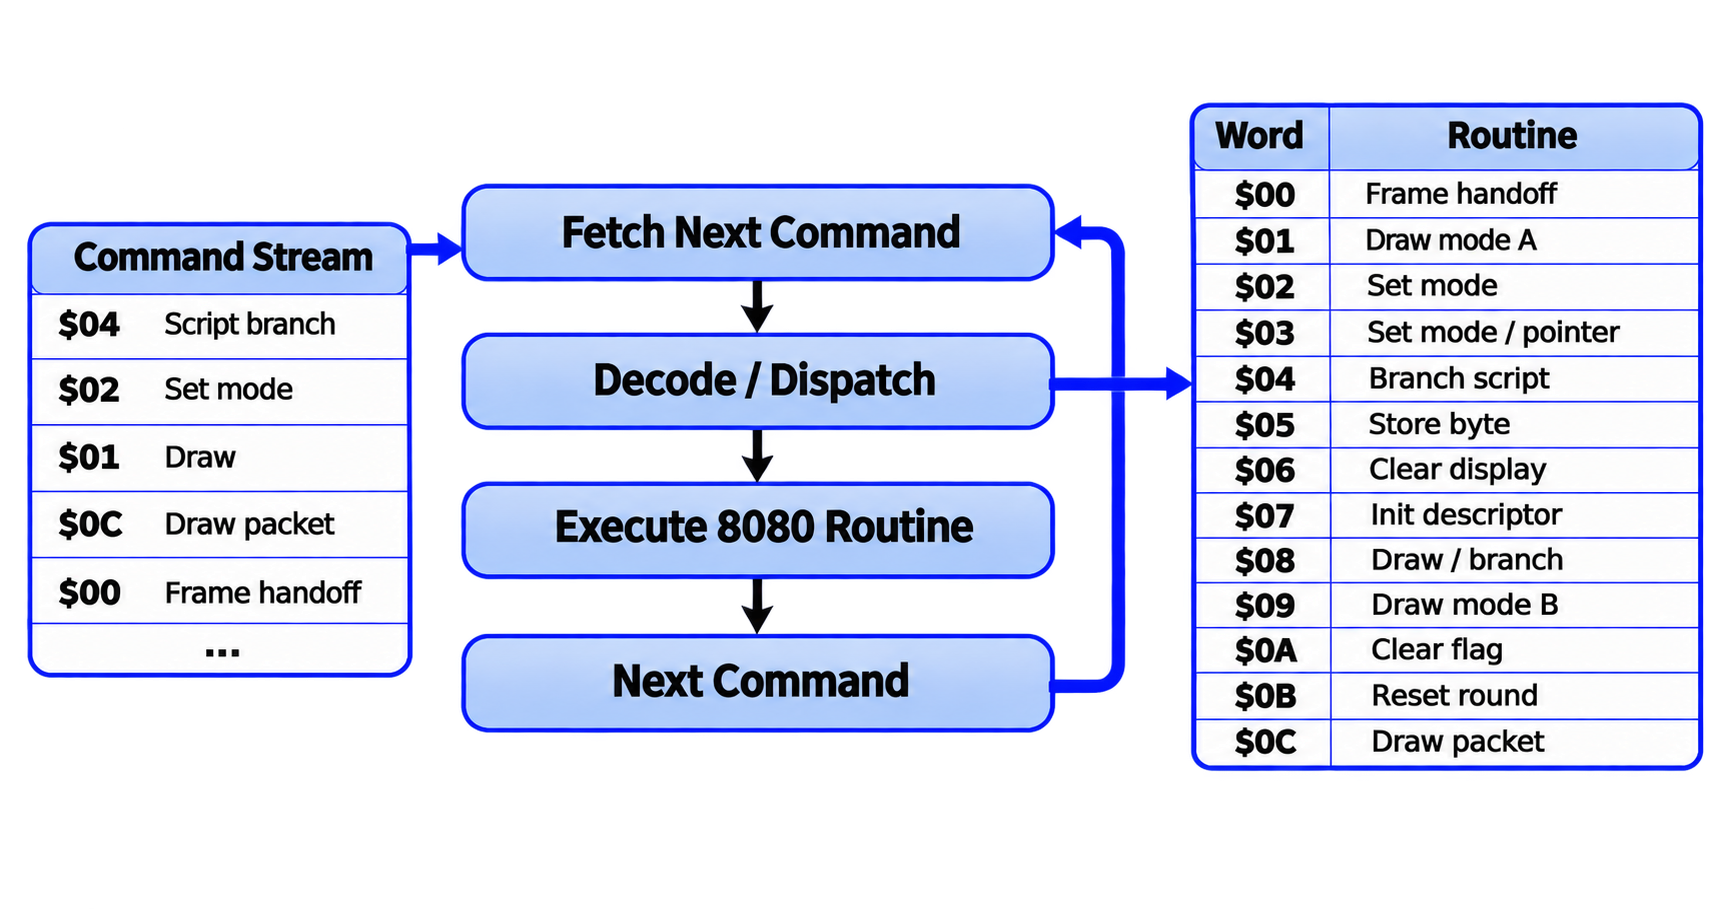 Command Stream
$04 Script branch
$02 Set mode
$01 Draw
$0C Draw packet
$00 Frame handoff
...
Fetch Next Command
Decode / Dispatch
Execute 8080 Routine
Next Command
Word Routine
$00 Frame handoff
$01 Draw mode A
$02 Set mode
$03 Set mode / pointer
$04 Branch script
$05 Store byte
$06 Clear display
$07 Init descriptor
$08 Draw / branch
$09 Draw mode B
$0A Clear flag
$0B Reset round
$0C Draw packet